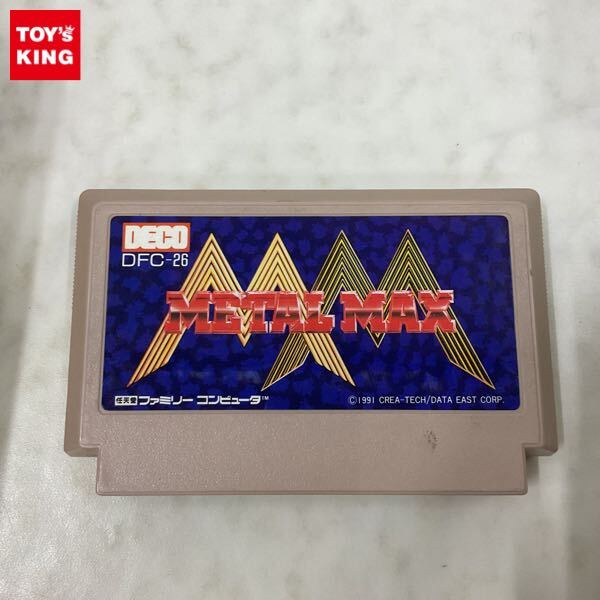 TOY's
KING
DECO
DFC-26
METAL MAX
任天堂 ファミリー コンピュータ™
©1991 CREA-TECH/DATA EAST CORP.